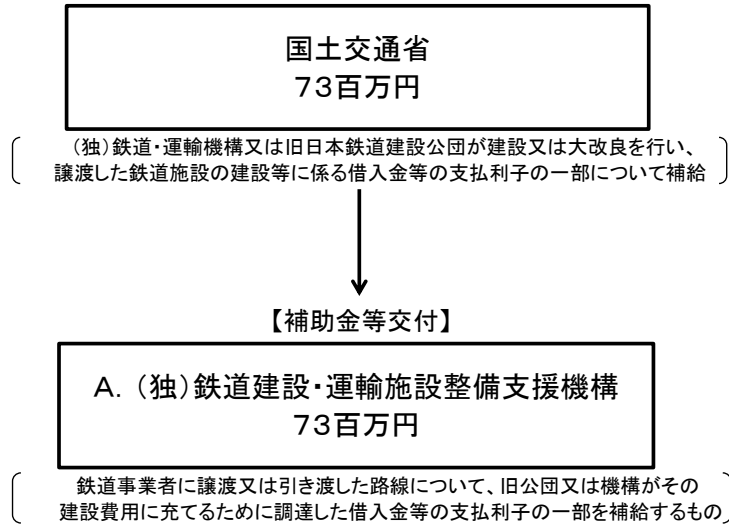 国土交通省
73百万円
（独）鉄道・運輸機構又は旧日本鉄道建設公団が建設又は大改良を行い、
譲渡した鉄道施設の建設等に係る借入金等の支払利子の一部について補給
【補助金等交付】
A．（独）鉄道建設・運輸施設整備支援機構
73百万円
鉄道事業者に譲渡又は引き渡した路線について、旧公団又は機構がその
建設費用に充てるために調達した借入金等の支払利子の一部を補給するもの